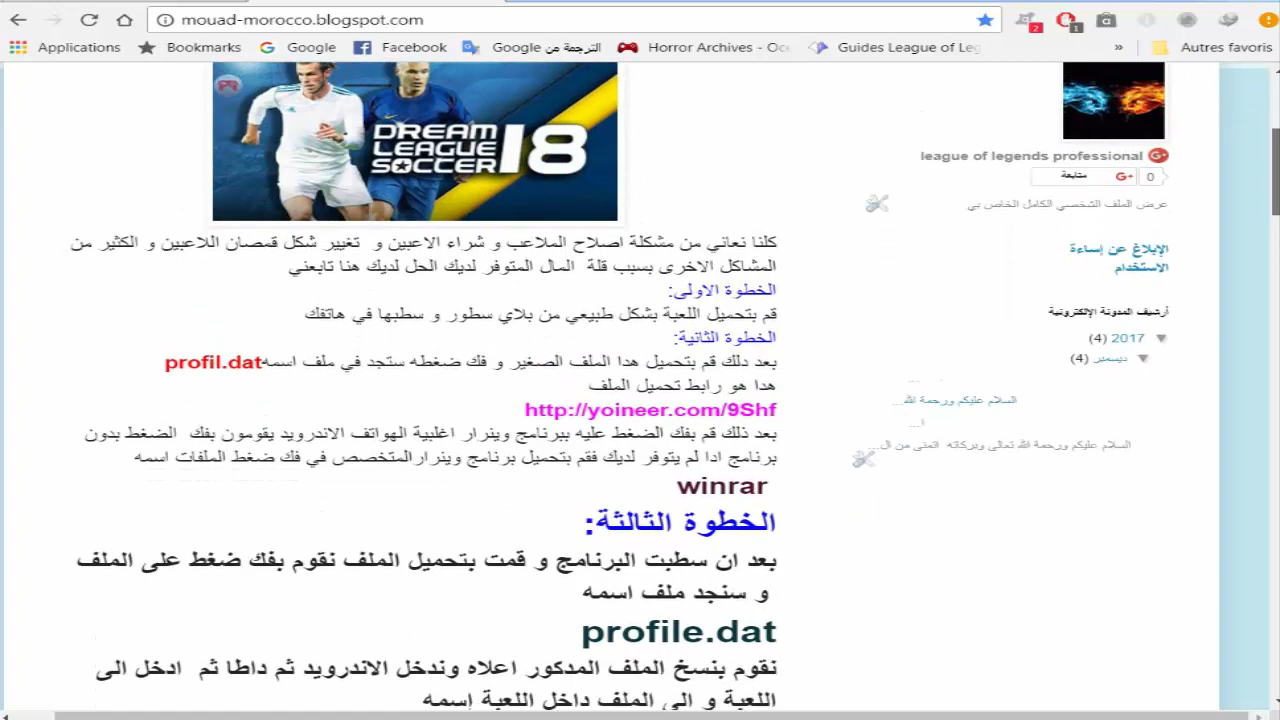 mouad-morocco.blogspot.com
2
1
Applications
Bookmarks
Google
Facebook
الترجمة من Google
Horror Archives - Oce
Guides League of Leg
»
Autres favoris
DREAM
LEAGUE
SOCCER
18
كلنا نعاني من مشكلة اصلاح الملاعب و شراء الاعبين و تغيير شكل قمصان اللاعبين و الكثير من
المشاكل الاخرى بسبب قلة المال المتوفر لديك الحل لديك هنا تابعني
الخطوة الاولى:
قم بتحميل اللعبة بشكل طبيعي من بلاي سطور و سطبها في هاتفك
الخطوة الثانية:
بعد دلك قم بتحميل هدا الملف الصغير و فك ضغطه ستجد في ملف اسمه profil.dat
هدا هو رابط تحميل الملف
http://yoineer.com/9Shf
بعد ذلك قم بفك الضغط عليه ببرنامج وينرار اغلبية الهواتف الاندرويد يقومون بفك الضغط بدون
برنامج ادا لم يتوفر لديك فقم بتحميل برنامج وينرارالمتخصص في فك ضغط الملفات اسمه
winrar
الخطوة الثالثة:
بعد ان سطبت البرنامج و قمت بتحميل الملف نقوم بفك ضغط على الملف
و سنجد ملف اسمه
profile.dat
نقوم بنسخ الملف المدكور اعلاه وندخل الاندرويد ثم داطا ثم ادخل الى
اللعبة و الى الملف داخل اللعبة إسمه
league of legends professional
متابعة G+ 0
عرض الملف الشخصي الكامل الخاص بي
الإبلاغ عن إساءة
الاستخدام
أرشيف المدونة الإلكترونية
▼ 2017 (4)
▼ ديسمبر (4)
السلام عليكم ورحمة الله...
ا...
السلام عليكم ورحمة الله تعالى وبركاته المتى من ال...